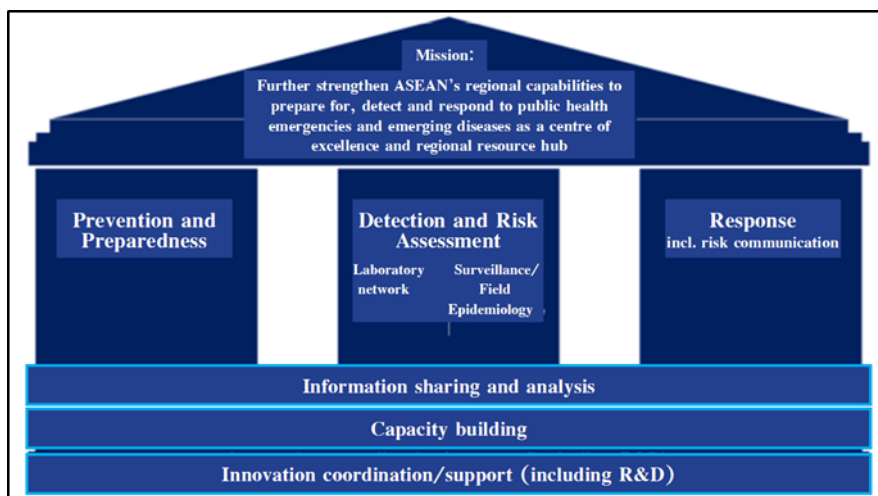 Mission:
Further strengthen ASEAN's regional capabilities to
prepare for, detect and respond to public health
emergencies and emerging diseases as a centre of
excellence and regional resource hub
Prevention and
Preparedness
Detection and Risk
Assessment
Laboratory
network
Surveillance/
Field
Epidemiology
Response
incl. risk communication
Information sharing and analysis
Capacity building
Innovation coordination/support (including R&D)